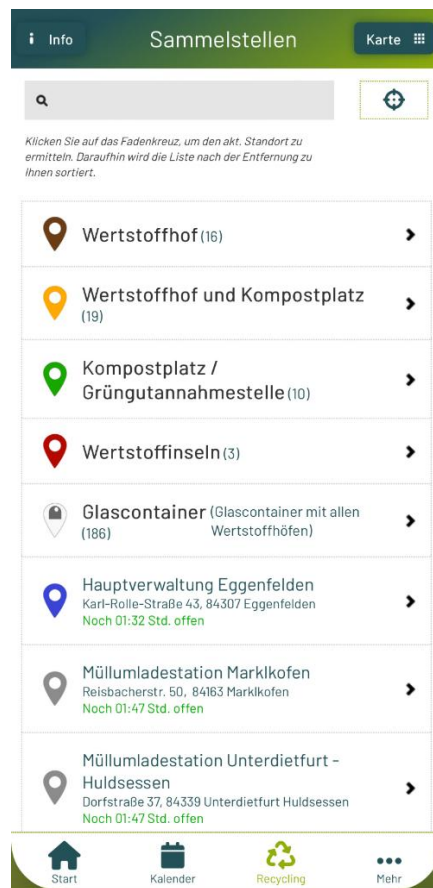 i Info Sammelstellen Karte
Klicken Sie auf das Fadenkreuz, um den akt. Standort zu
ermitteln. Daraufhin wird die Liste nach der Entfernung zu
Ihnen sortiert.
Wertstoffhof (16)
Wertstoffhof und Kompostplatz
(19)
Kompostplatz /
Grüngutannahmestelle (10)
Wertstoffinseln (3)
Glascontainer (Glascontainer mit allen
(186) Wertstoffhöfen)
Hauptverwaltung Eggenfelden
Karl-Rolle-Straße 43, 84307 Eggenfelden
Noch 01:32 Std. offen
Müllumladestation Marklkofen
Reisbacherstr. 50, 84163 Marklkofen
Noch 01:47 Std. offen
Müllumladestation Unterdietfurt -
Huldsessen
Dorfstraße 37, 84339 Unterdietfurt Huldsessen
Noch 01:47 Std. offen
Start Kalender Recycling Mehr